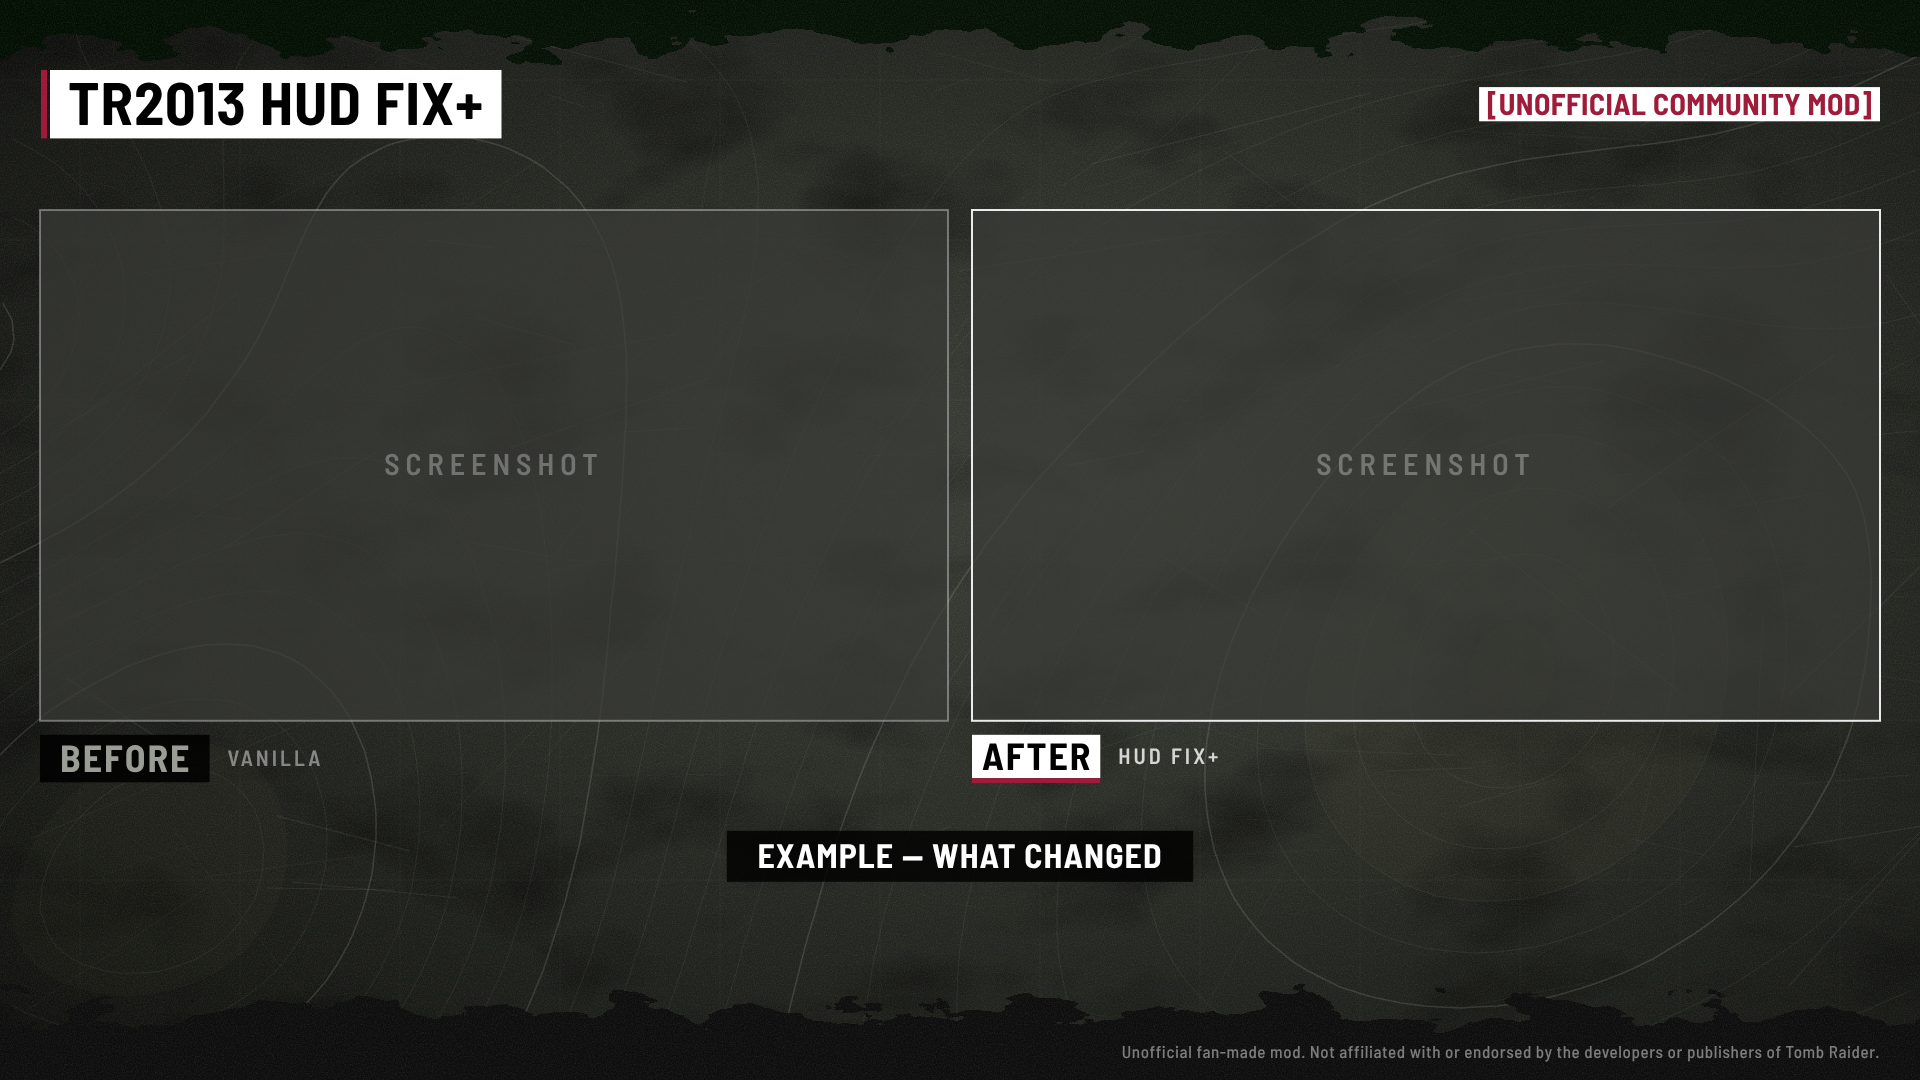 TR2013 HUD FIX+
[UNOFFICIAL COMMUNITY MOD]
SCREENSHOT
SCREENSHOT
BEFORE VANILLA
AFTER HUD FIX+
EXAMPLE — WHAT CHANGED
Unofficial fan-made mod. Not affiliated with or endorsed by the developers or publishers of Tomb Raider.